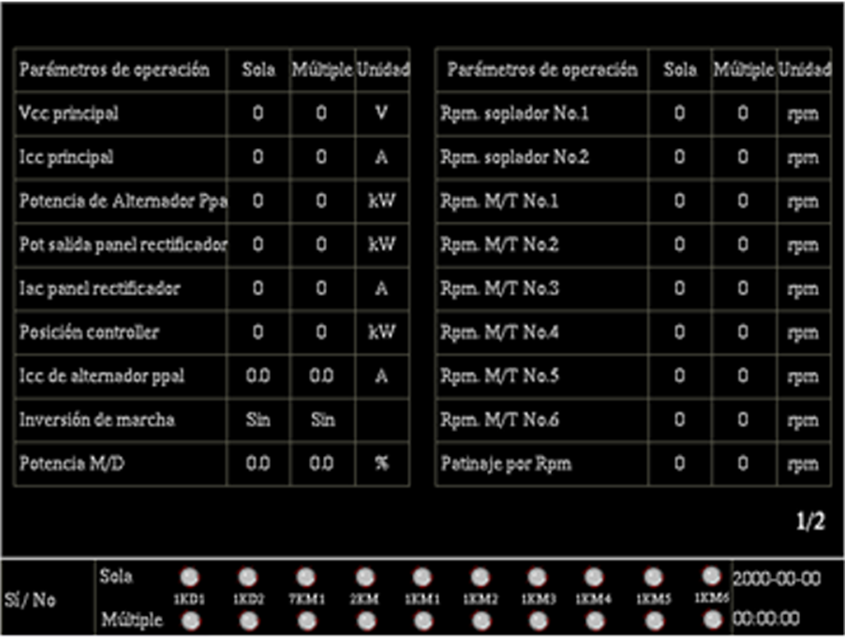 Parámetros de operación Sola Múltiple Unidad
Vcc principal 0 0 V
Icc principal 0 0 A
Potencia de Alternador Ppa 0 0 kW
Pot salida panel rectificador 0 0 kW
Iac panel rectificador 0 0 A
Posición controller 0 0 kW
Icc de alternador ppal 0.0 0.0 A
Inversión de marcha Sin Sin
Potencia M/D 0.0 0.0 %
Parámetros de operación Sola Múltiple Unidad
Rpm. soplador No.1 0 0 rpm
Rpm. soplador No.2 0 0 rpm
Rpm. M/T No.1 0 0 rpm
Rpm. M/T No.2 0 0 rpm
Rpm. M/T No.3 0 0 rpm
Rpm. M/T No.4 0 0 rpm
Rpm. M/T No.5 0 0 rpm
Rpm. M/T No.6 0 0 rpm
Patinaje por Rpm 0 0 rpm
1/2
Sí/ No
Sola
1KD1 1KD2 7KM1 2KM 1KM1 1KM2 1KM3 1KM4 1KM5 1KM6
Múltiple
2000-00-00
00:00:00